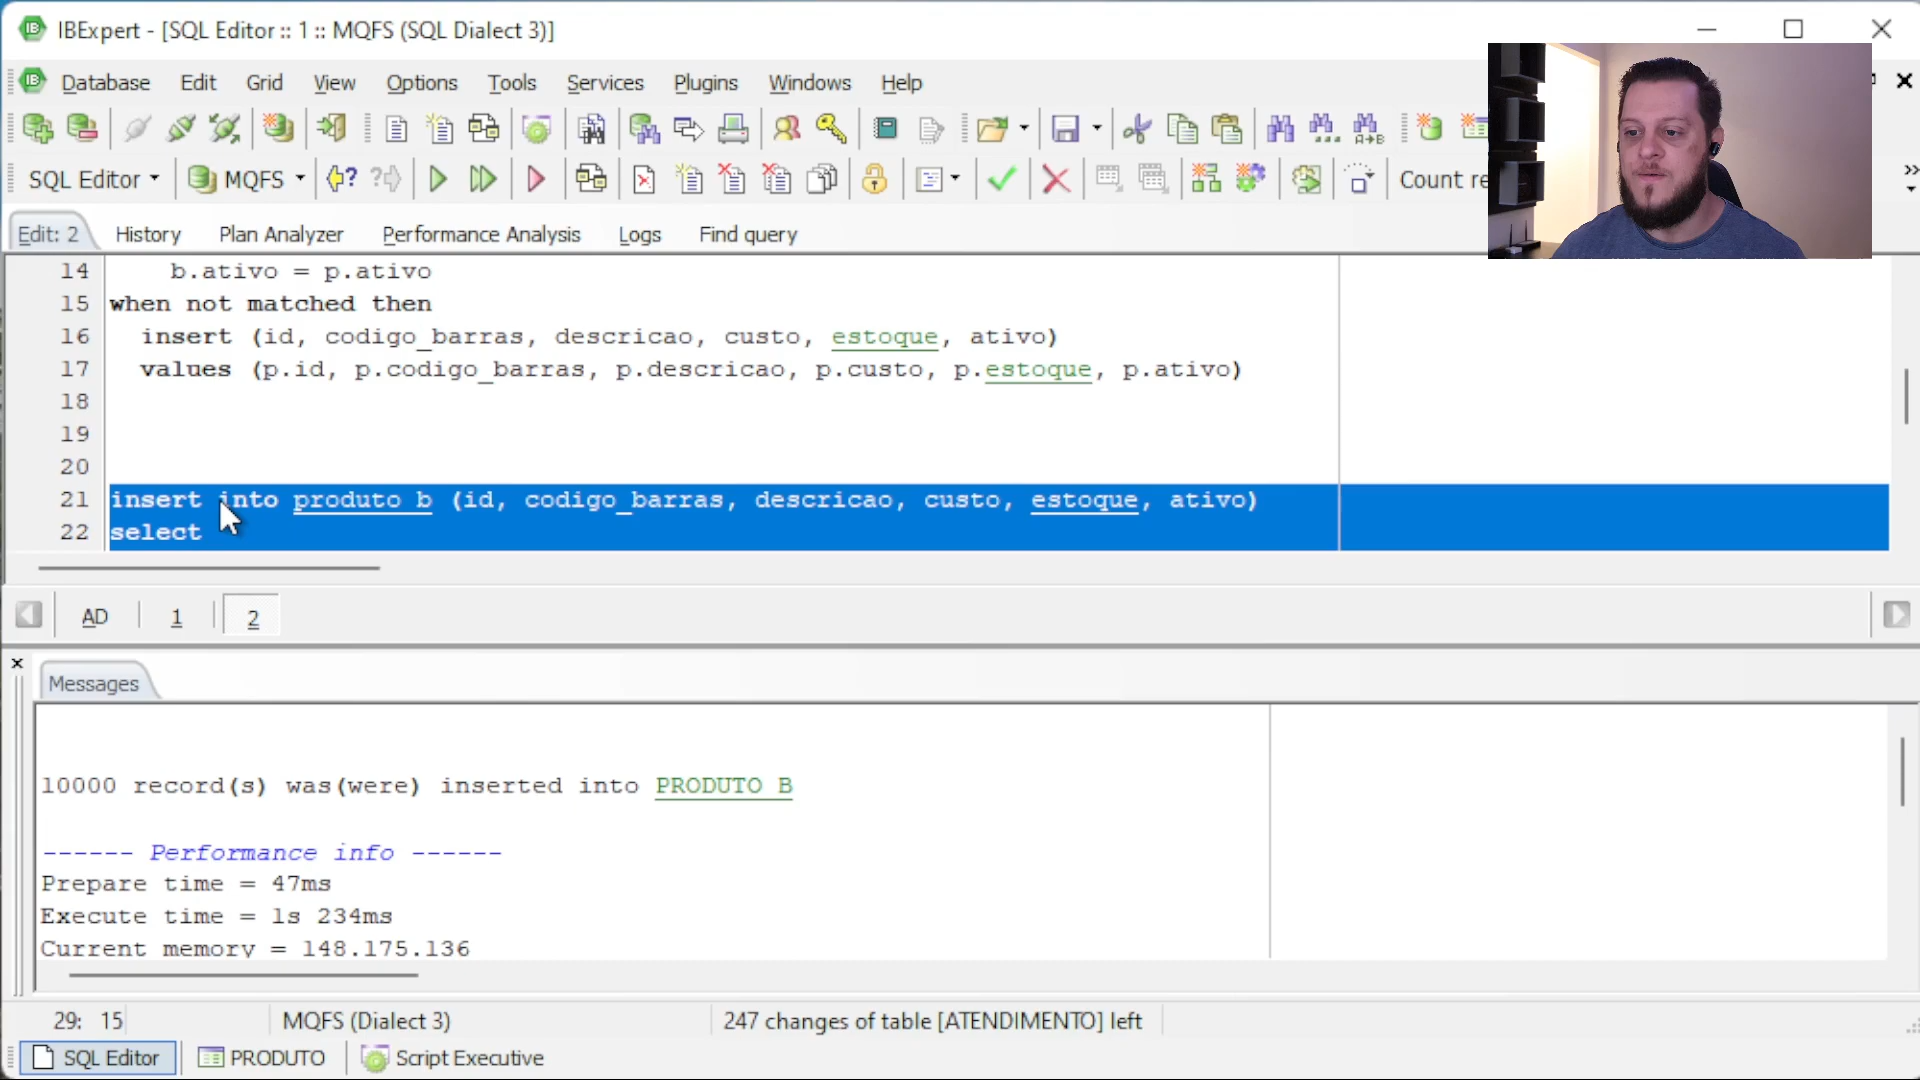 IBExpert - [SQL Editor :: 1 :: MQFS (SQL Dialect 3)]
Database Edit Grid View Options Tools Services Plugins Windows Help
SQL Editor MQFS Count re
Edit: 2 History Plan Analyzer Performance Analysis Logs Find query
14 b.ativo = p.ativo
15 when not matched then
16 insert (id, codigo_barras, descricao, custo, estoque, ativo)
17 values (p.id, p.codigo_barras, p.descricao, p.custo, p.estoque, p.ativo)
18
19
20
21 insert into produto_b (id, codigo_barras, descricao, custo, estoque, ativo)
22 select
AD 1 2
Messages
10000 record(s) was(were) inserted into PRODUTO_B
------ Performance info ------
Prepare time = 47ms
Execute time = 1s 234ms
Current memory = 148.175.136
29: 15 MQFS (Dialect 3) 247 changes of table [ATENDIMENTO] left
SQL Editor PRODUTO Script Executive